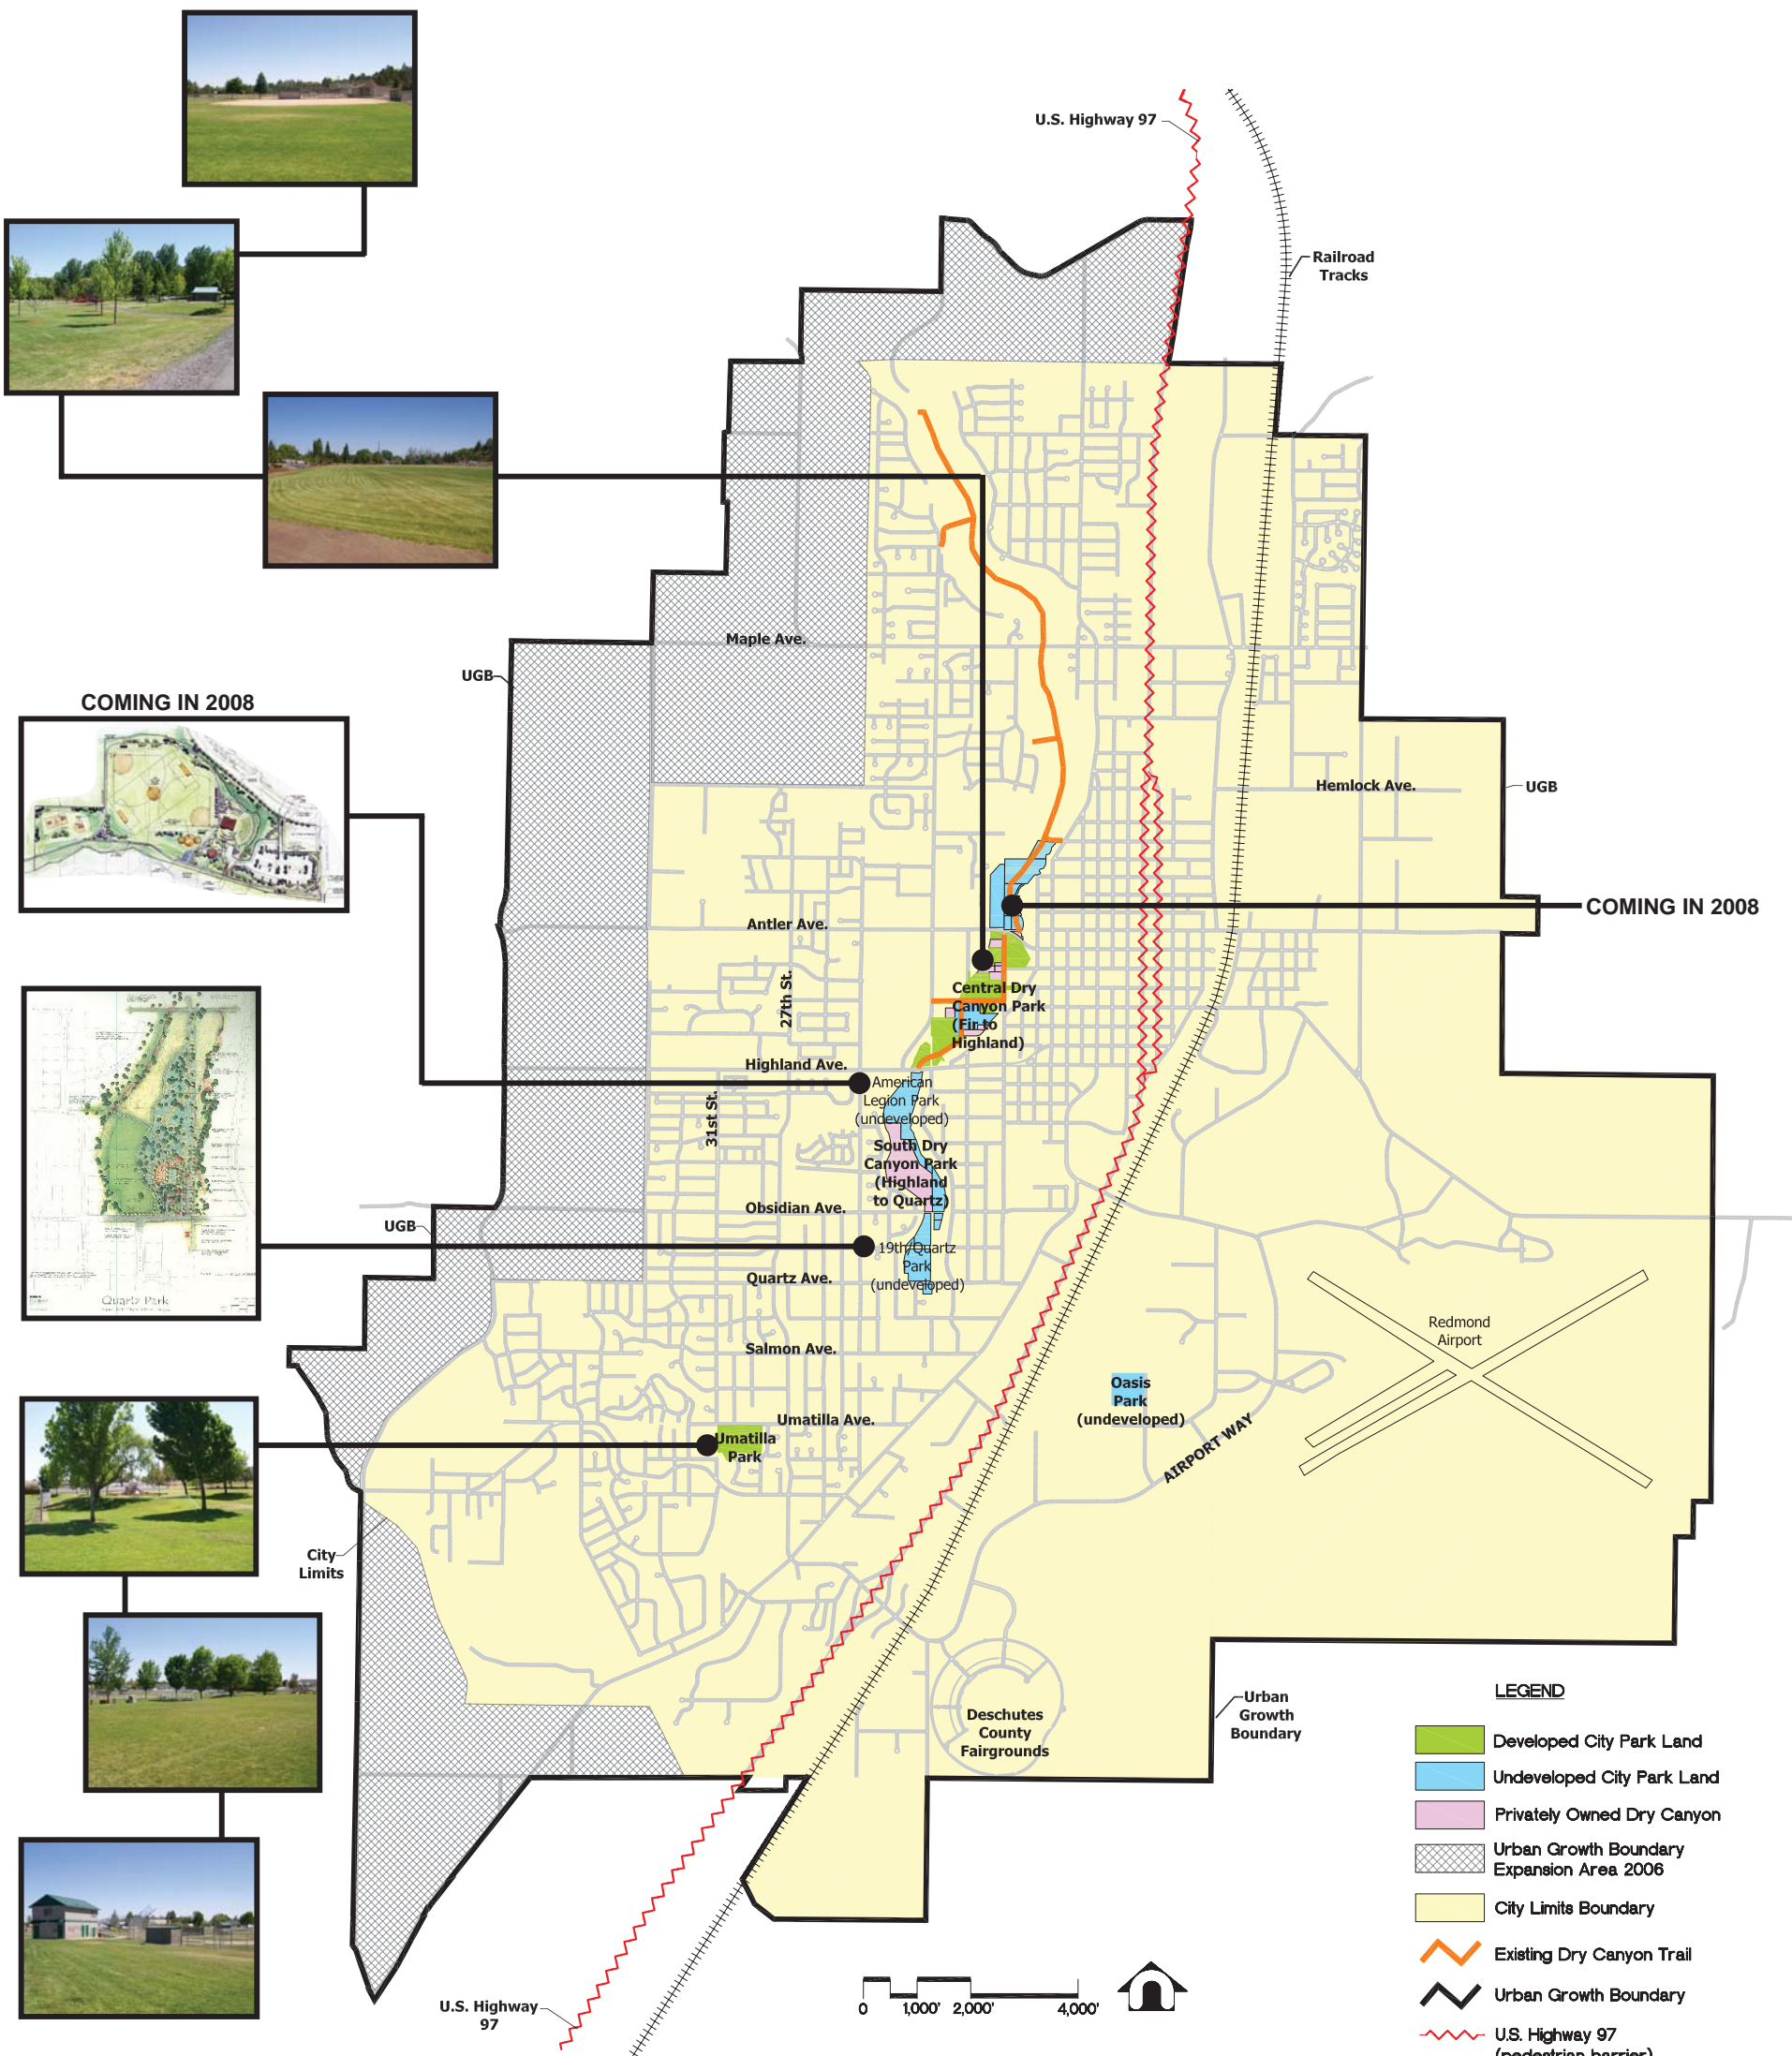 U.S. Highway 97
Railroad
Tracks
Maple Ave.
UGB
COMING IN 2008
Hemlock Ave.
UGB
COMING IN 2008
Antler Ave.
27th St.
Central Dry
Canyon Park
(Fir to
Highland)
Highland Ave.
American
Legion Park
(undeveloped)
31st St.
South Dry
Canyon Park
(Highland
to Quartz)
Obsidian Ave.
UGB
19th/Quartz
Park
(undeveloped)
Quartz Ave.
Quartz Park
Redmond
Airport
Salmon Ave.
Oasis
Park
(undeveloped)
Umatilla Ave.
Umatilla
Park
AIRPORT WAY
City
Limits
Urban
Growth
Boundary
Deschutes
County
Fairgrounds
LEGEND
Developed City Park Land
Undeveloped City Park Land
Privately Owned Dry Canyon
Urban Growth Boundary
Expansion Area 2006
City Limits Boundary
Existing Dry Canyon Trail
Urban Growth Boundary
U.S. Highway 97
(pedestrian barrier)
0 1,000' 2,000' 4,000'
U.S. Highway
97